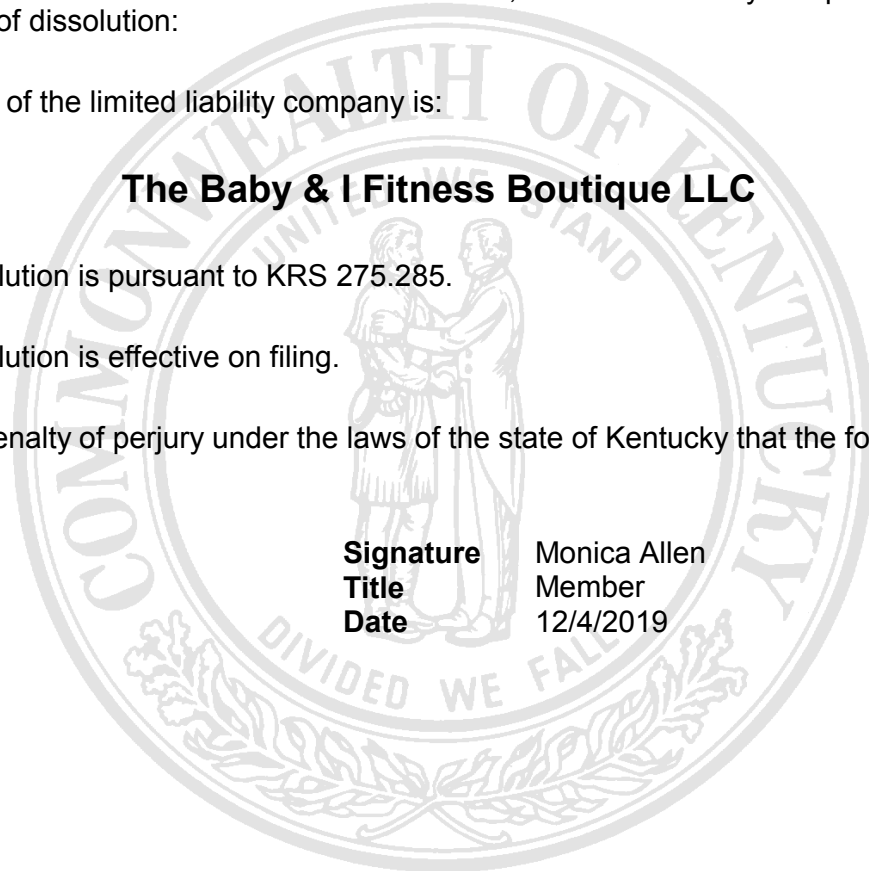 of dissolution:
of the limited liability company is:
The Baby & I Fitness Boutique LLC
lution is pursuant to KRS 275.285.
lution is effective on filing.
enalty of perjury under the laws of the state of Kentucky that the fo
Signature Monica Allen
Title Member
Date 12/4/2019
COMMONWEALTH OF KENTUCKY
UNITED WE STAND
DIVIDED WE FALL